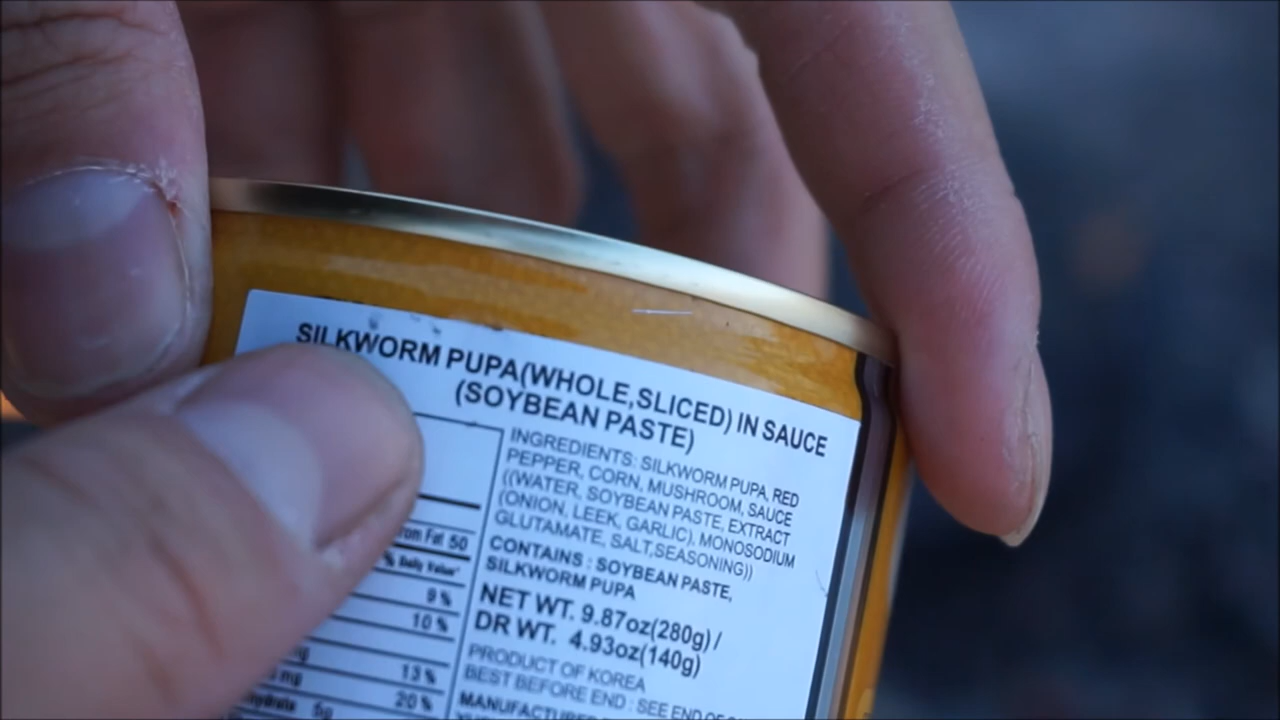 SILKWORM PUPA(WHOLE,SLICED) IN SAUCE
(SOYBEAN PASTE)
INGREDIENTS: SILKWORM PUPA, RED
PEPPER, CORN, MUSHROOM, SAUCE
((WATER, SOYBEAN PASTE, EXTRACT
(ONION, LEEK, GARLIC), MONOSODIUM
GLUTAMATE, SALT,SEASONING))
CONTAINS : SOYBEAN PASTE,
SILKWORM PUPA
NET WT. 9.87oz(280g) /
DR WT. 4.93oz(140g)
PRODUCT OF KOREA
BEST BEFORE END : SEE END OF
MANUFACTURED
Fat 50
% Daily Value*
9%
10%
13%
mg 20%
5g